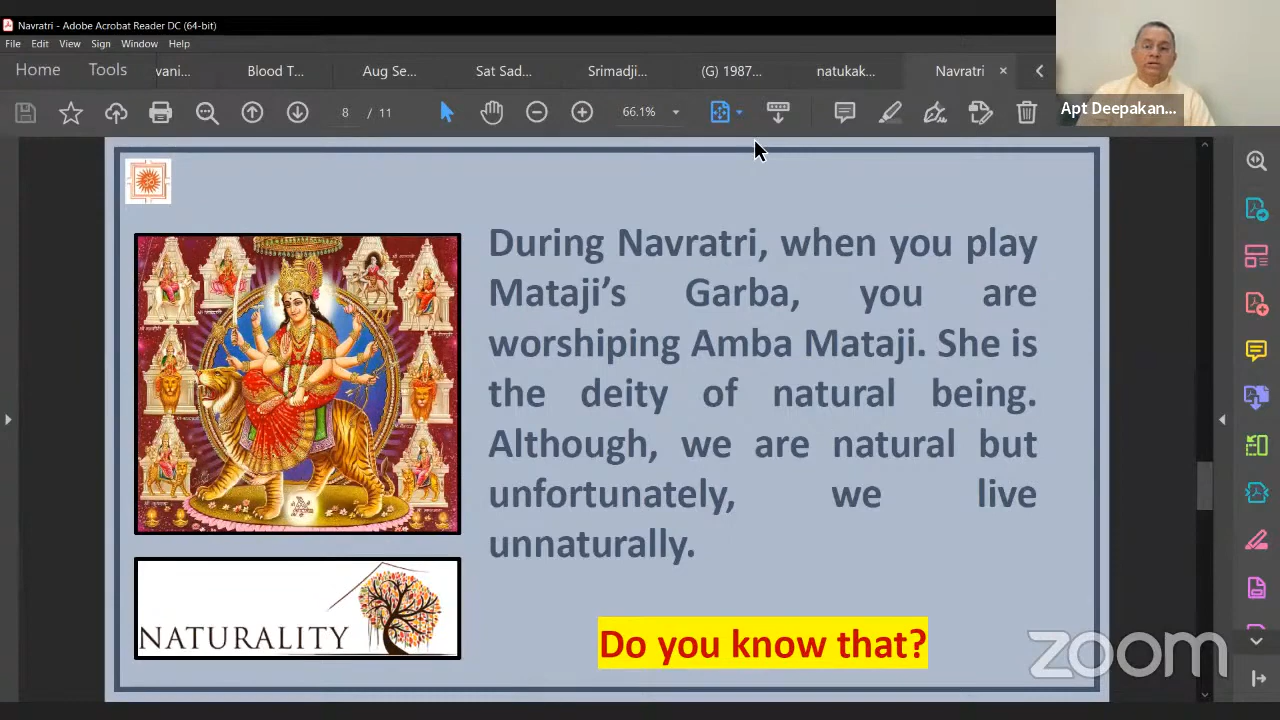 Navratri - Adobe Acrobat Reader DC (64-bit)
File Edit View Sign Window Help
Home Tools vani... Blood T... Aug Se... Sat Sad... Srimadji... (G) 1987... natukak... Navratri ×
8 / 11 66.1%
Apt Deepakan...
During Navratri, when you play
Mataji’s Garba, you are
worshiping Amba Mataji. She is
the deity of natural being.
Although, we are natural but
unfortunately, we live
unnaturally.
NATURALITY
Do you know that?
zoom